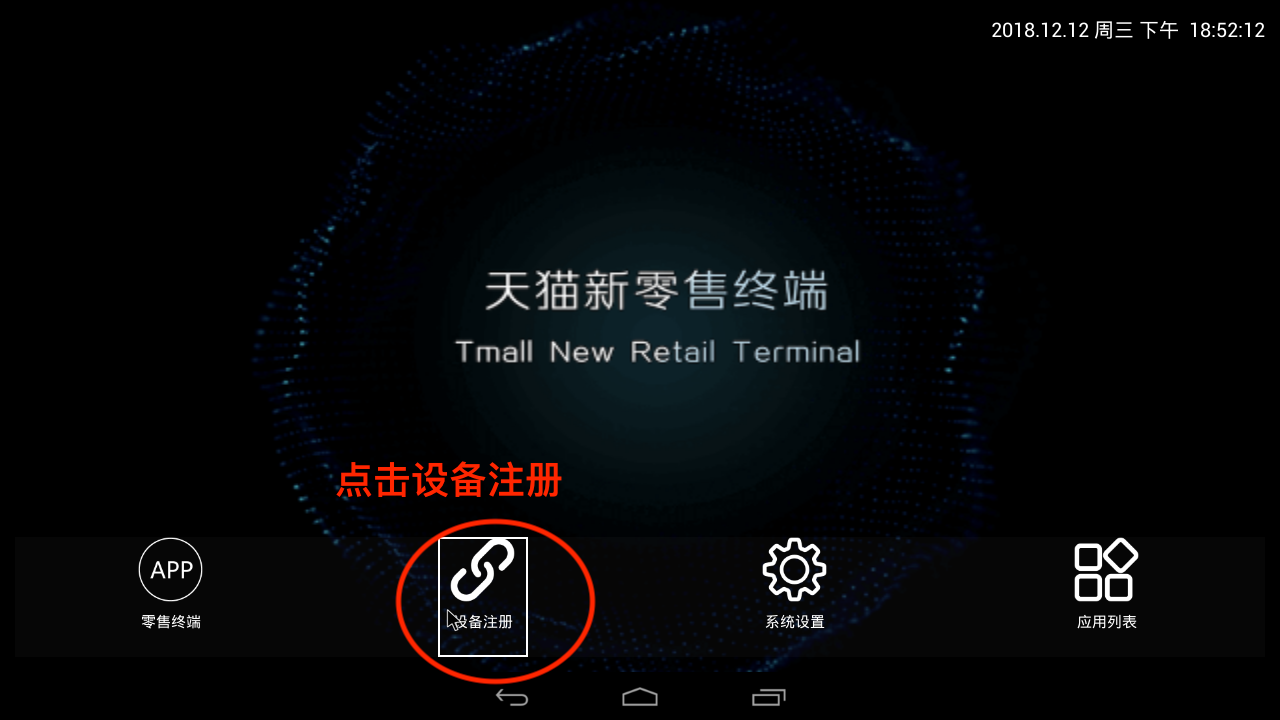 2018.12.12 周三 下午 18:52:12
天猫新零售终端
Tmall New Retail Terminal
点击设备注册
APP
零售终端
设备注册
系统设置
应用列表